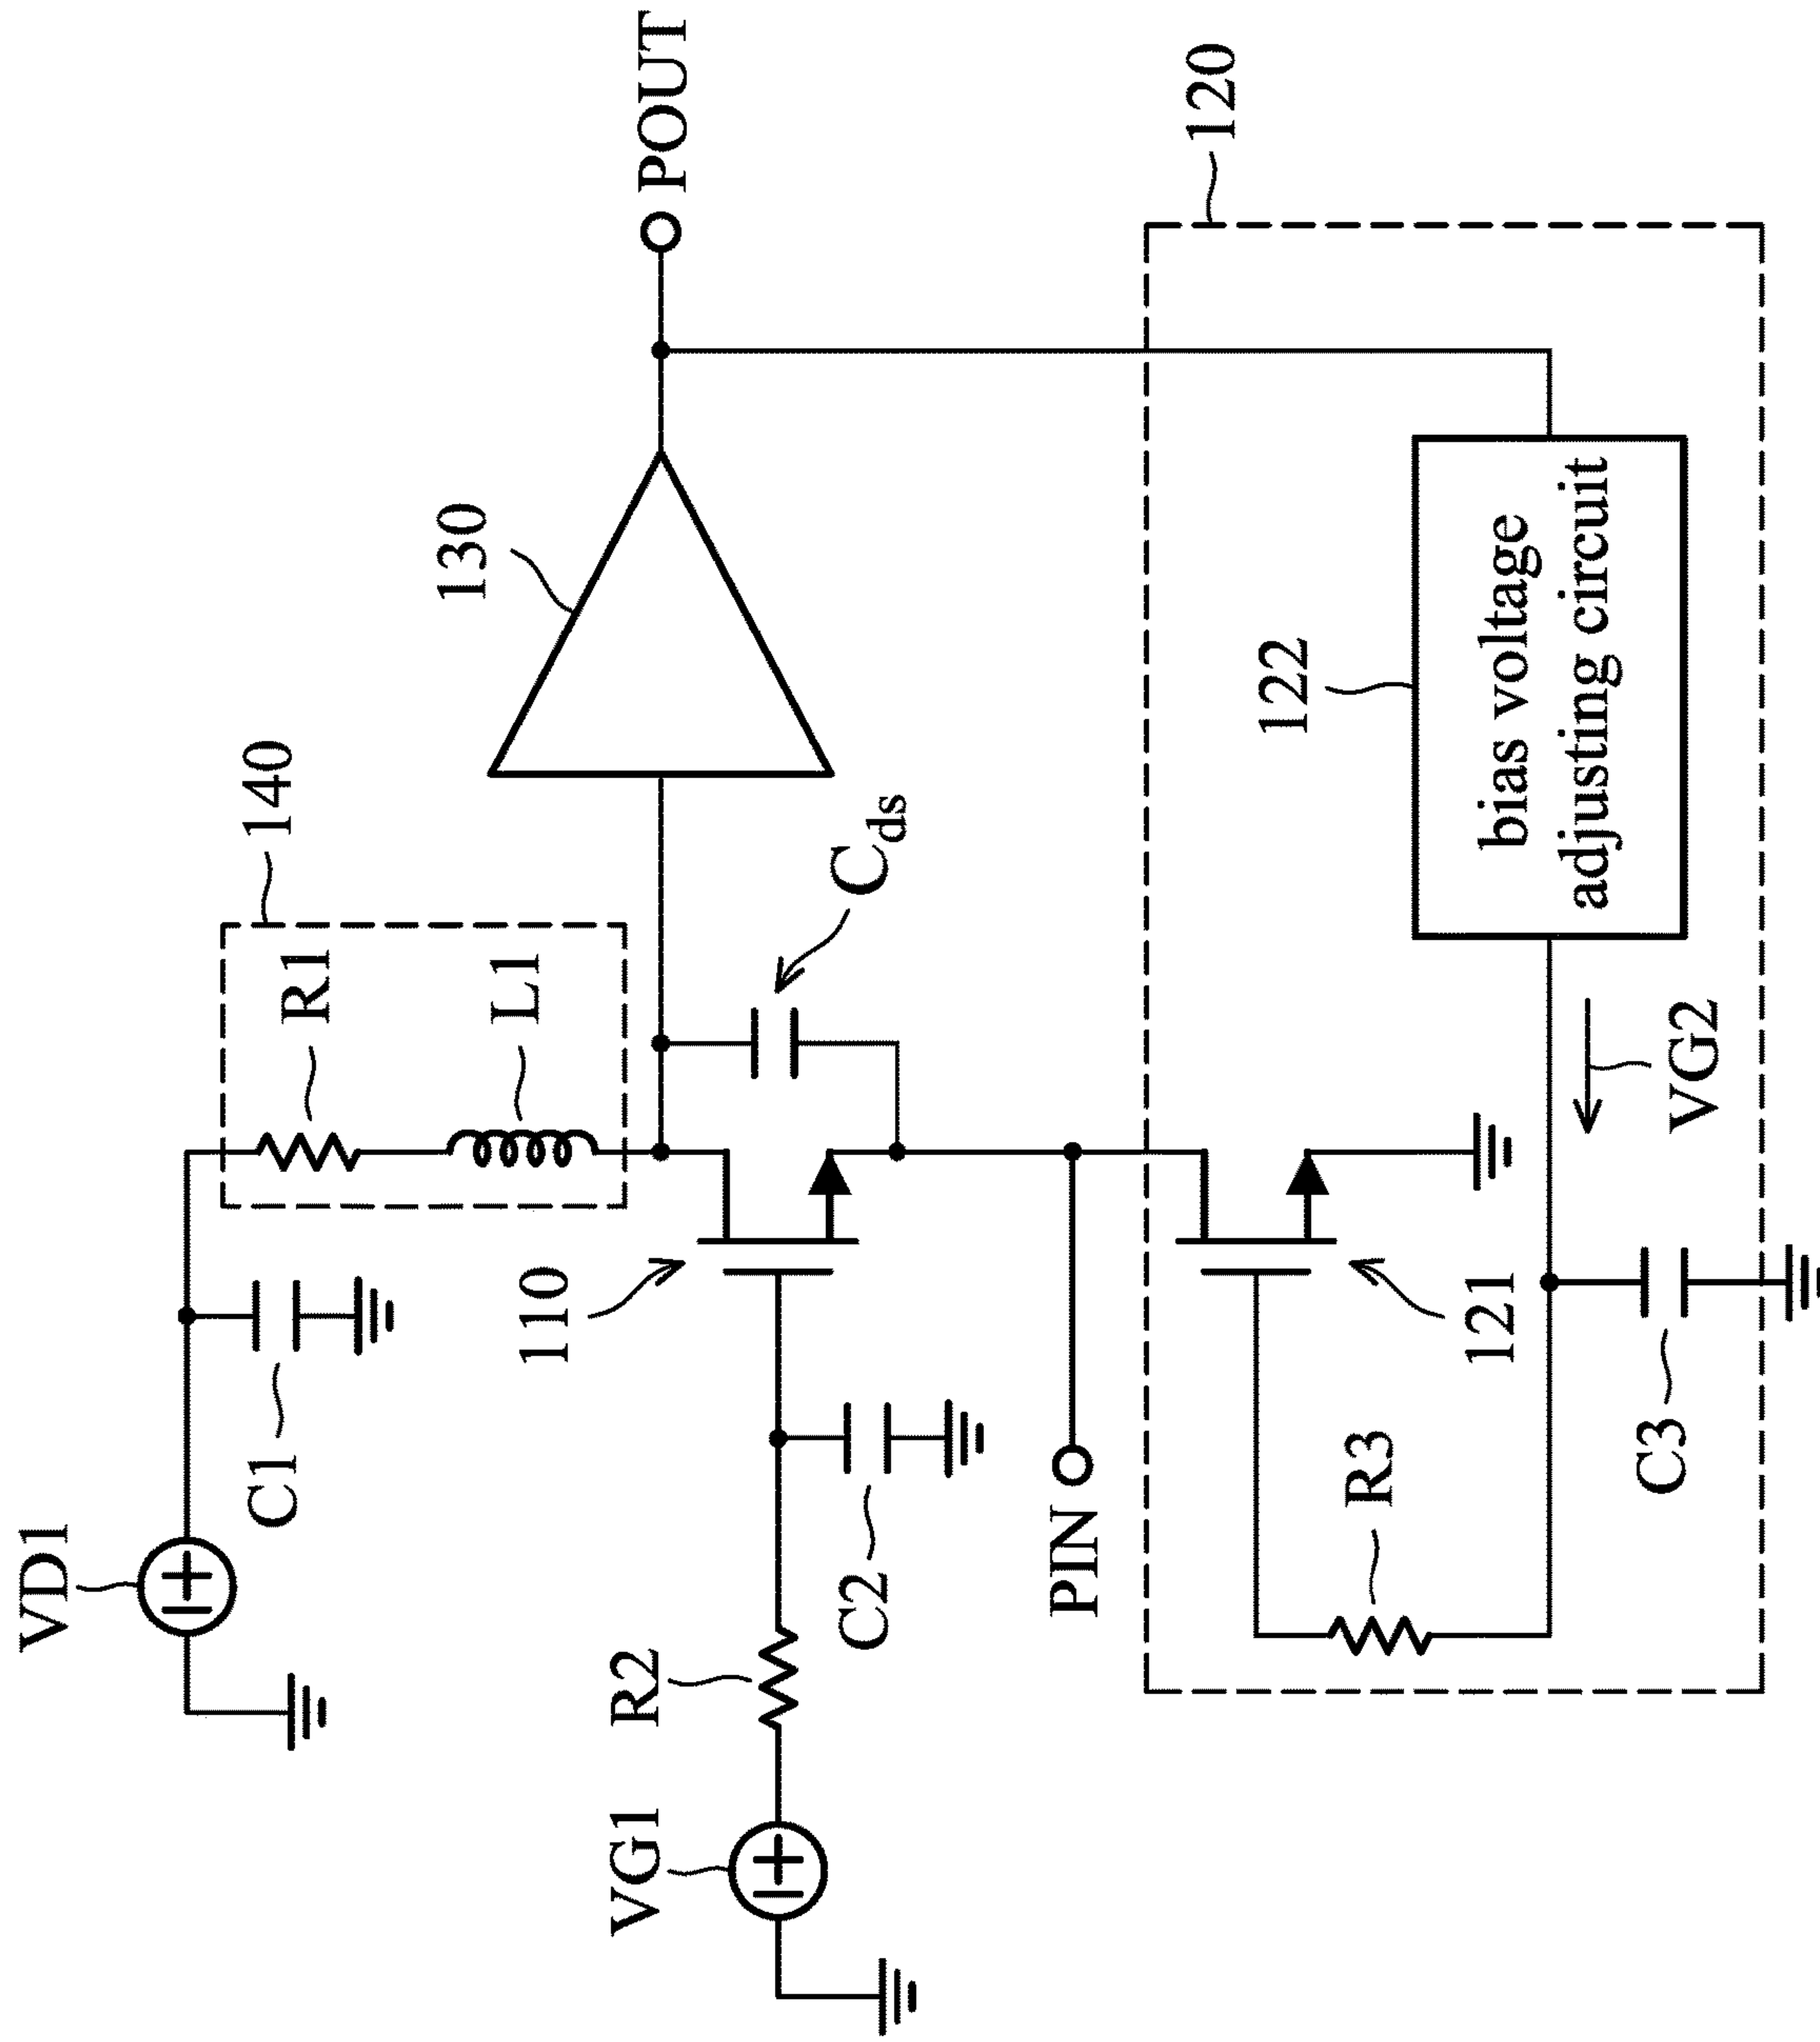 VD1
C1
R1
L1
140
130
POUT
110
C_ds
VG1
R2
C2
PIN
120
121
122
bias voltage
adjusting circuit
R3
C3
VG2